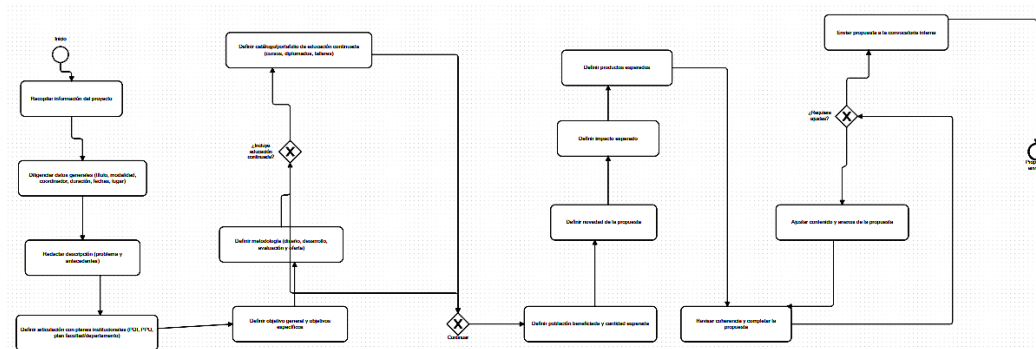 Inicio
Recopilar información del proyecto
Diligenciar datos generales (título, modalidad,
coordinador, duración, fechas, lugar)
Redactar descripción (problema y
antecedentes)
Definir articulación con planes institucionales (PDI, PPD,
plan facultad/departamento)
Definir catálogo/portafolio de educación continuada
(cursos, diplomados, talleres)
¿Incluye
educación
continuada?
Definir metodología (diseño, desarrollo,
evaluación y oferta)
Definir objetivo general y objetivos
específicos
Continuar
Definir productos esperados
Definir impacto esperado
Definir novedad de la propuesta
Definir población beneficiada y cantidad esperada
Enviar propuesta a la convocatoria interna
¿Requiere
ajustes?
Ajustar contenido y anexos de la propuesta
Revisar coherencia y completar la
propuesta